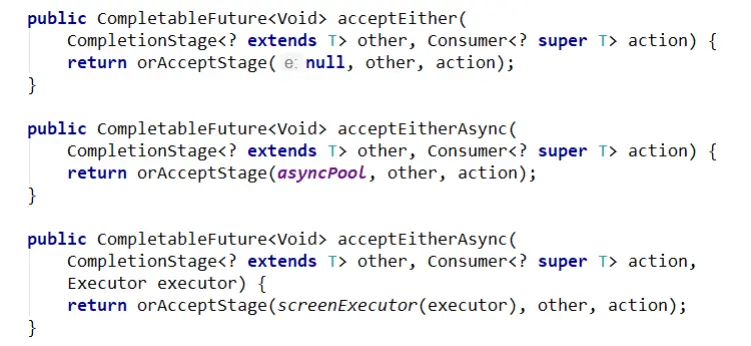 public CompletableFuture<Void> acceptEither(
    CompletionStage<? extends T> other, Consumer<? super T> action) {
    return orAcceptStage( e: null, other, action);
}

public CompletableFuture<Void> acceptEitherAsync(
    CompletionStage<? extends T> other, Consumer<? super T> action) {
    return orAcceptStage(asyncPool, other, action);
}

public CompletableFuture<Void> acceptEitherAsync(
    CompletionStage<? extends T> other, Consumer<? super T> action,
    Executor executor) {
    return orAcceptStage(screenExecutor(executor), other, action);
}